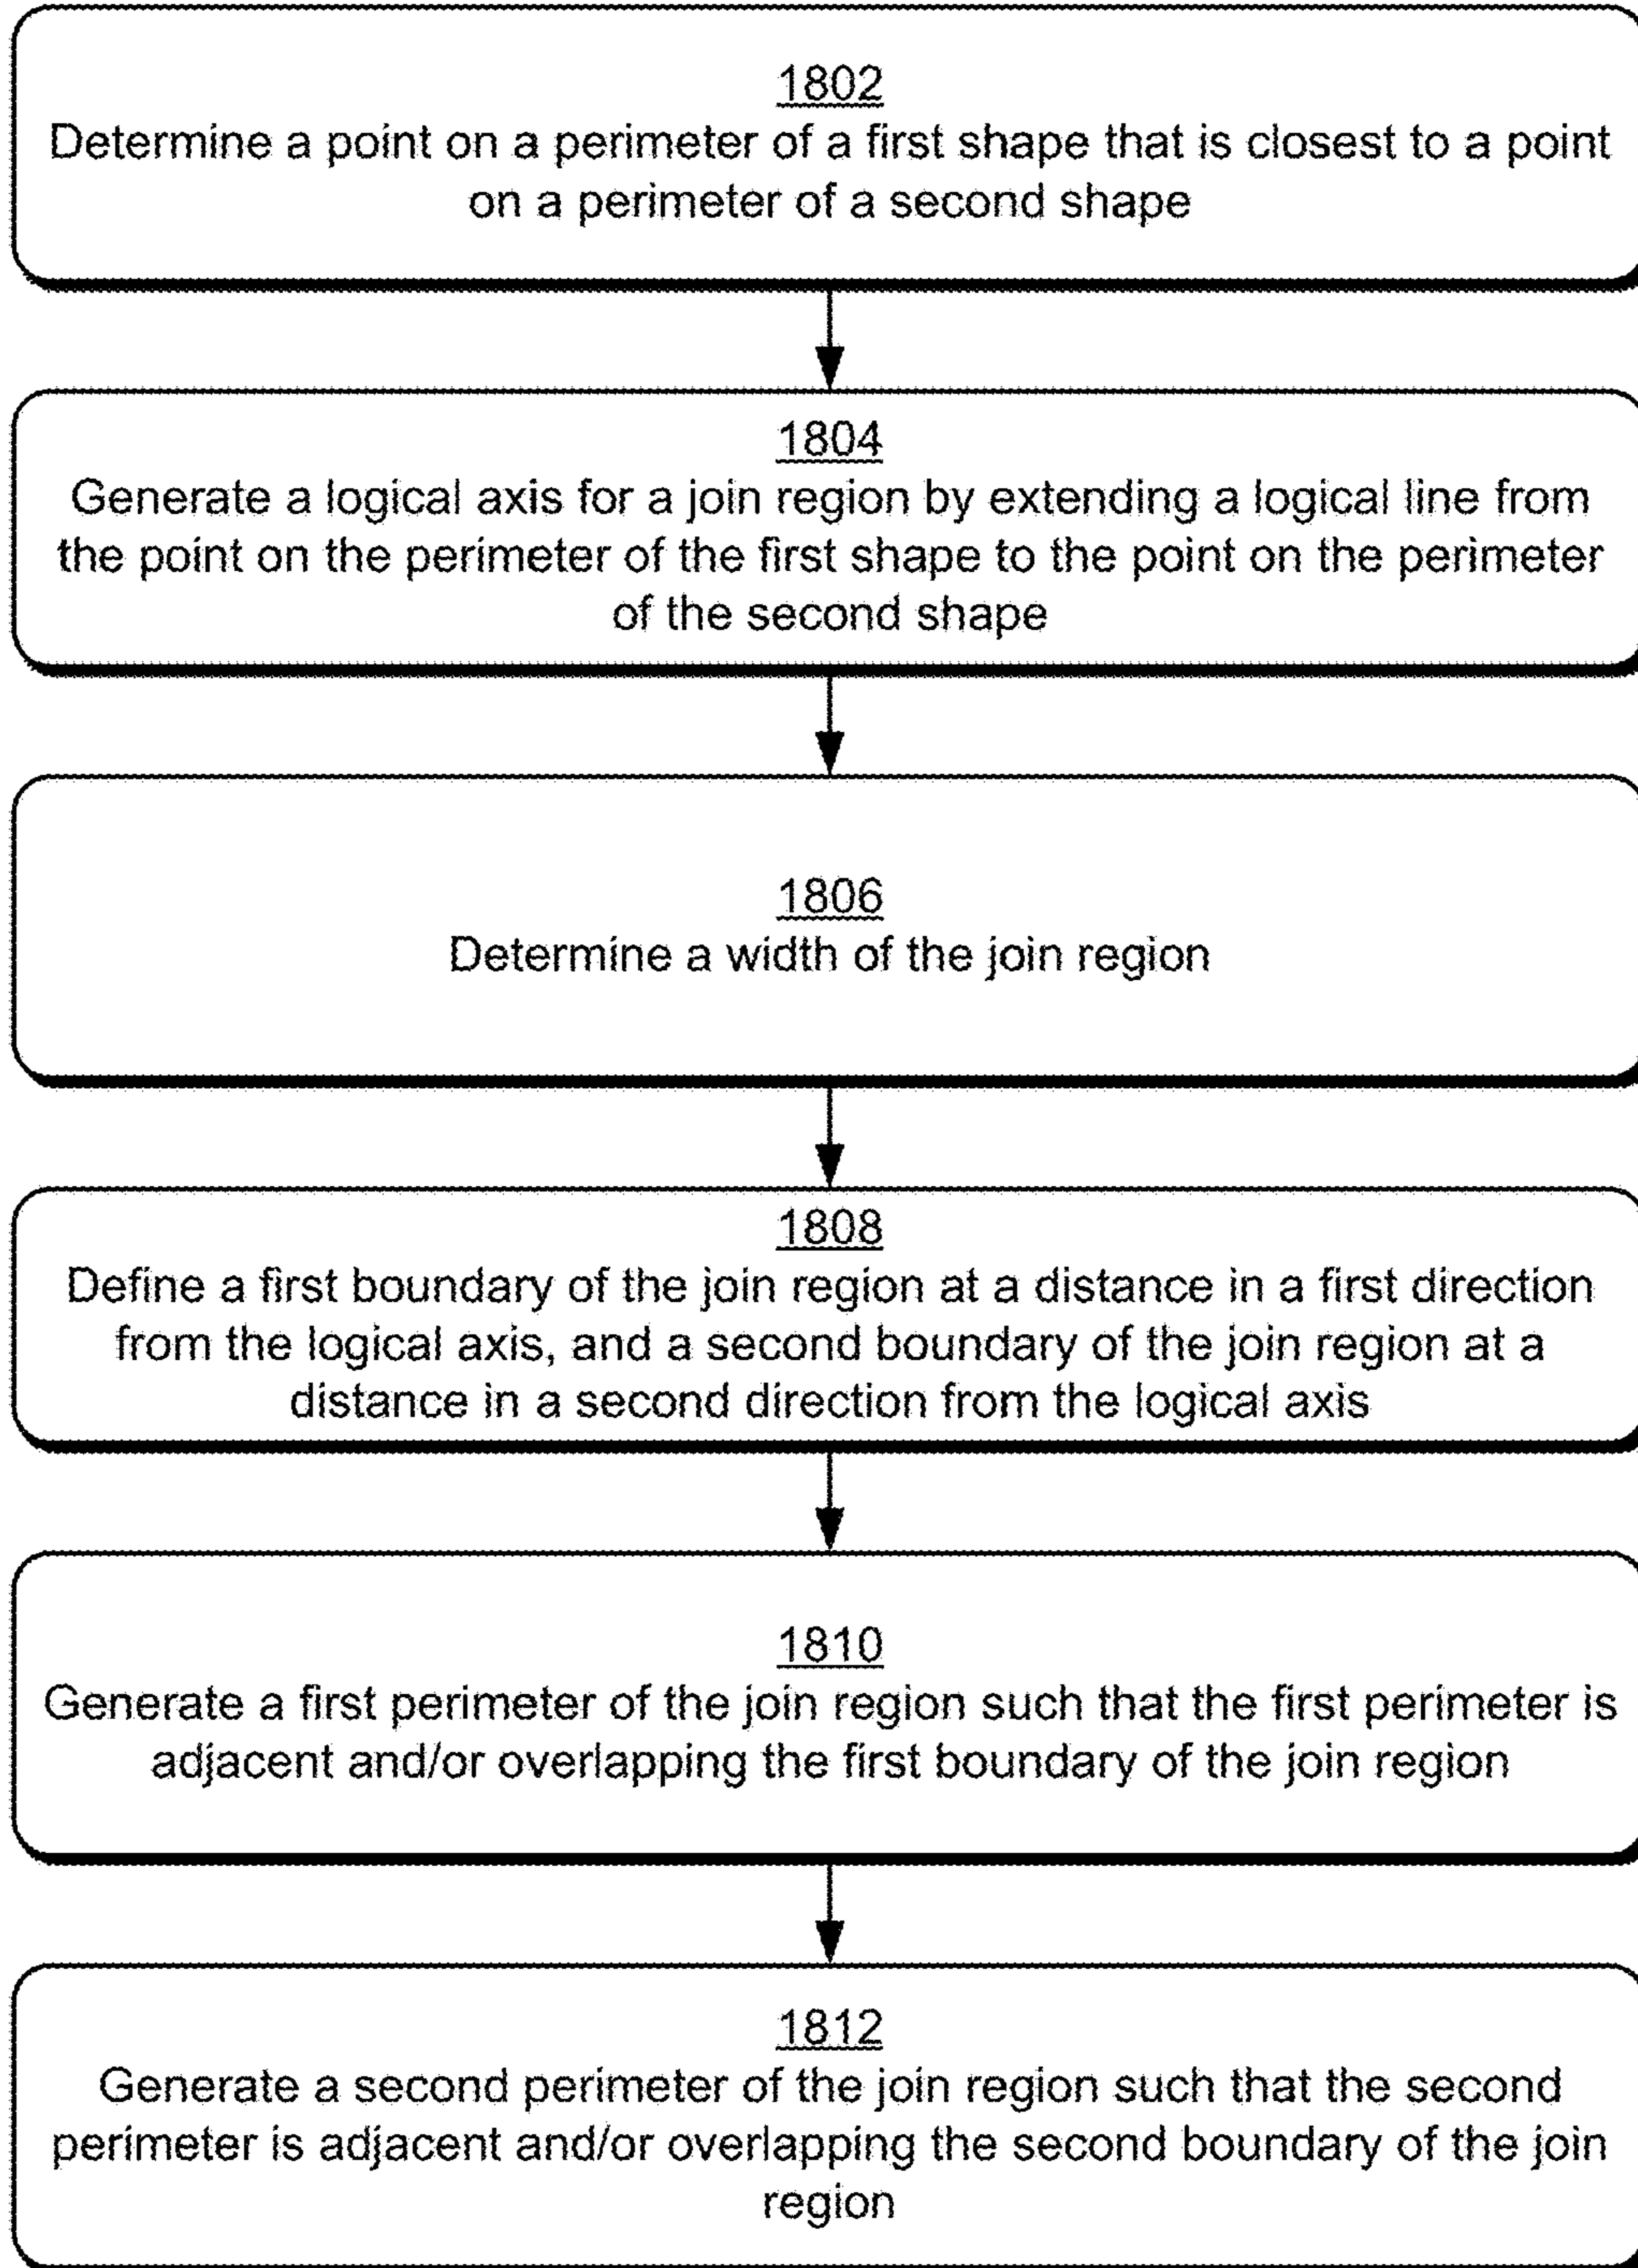 1802
Determine a point on a perimeter of a first shape that is closest to a point
on a perimeter of a second shape
1804
Generate a logical axis for a join region by extending a logical line from
the point on the perimeter of the first shape to the point on the perimeter
of the second shape
1806
Determine a width of the join region
1808
Define a first boundary of the join region at a distance in a first direction
from the logical axis, and a second boundary of the join region at a
distance in a second direction from the logical axis
1810
Generate a first perimeter of the join region such that the first perimeter is
adjacent and/or overlapping the first boundary of the join region
1812
Generate a second perimeter of the join region such that the second
perimeter is adjacent and/or overlapping the second boundary of the join
region